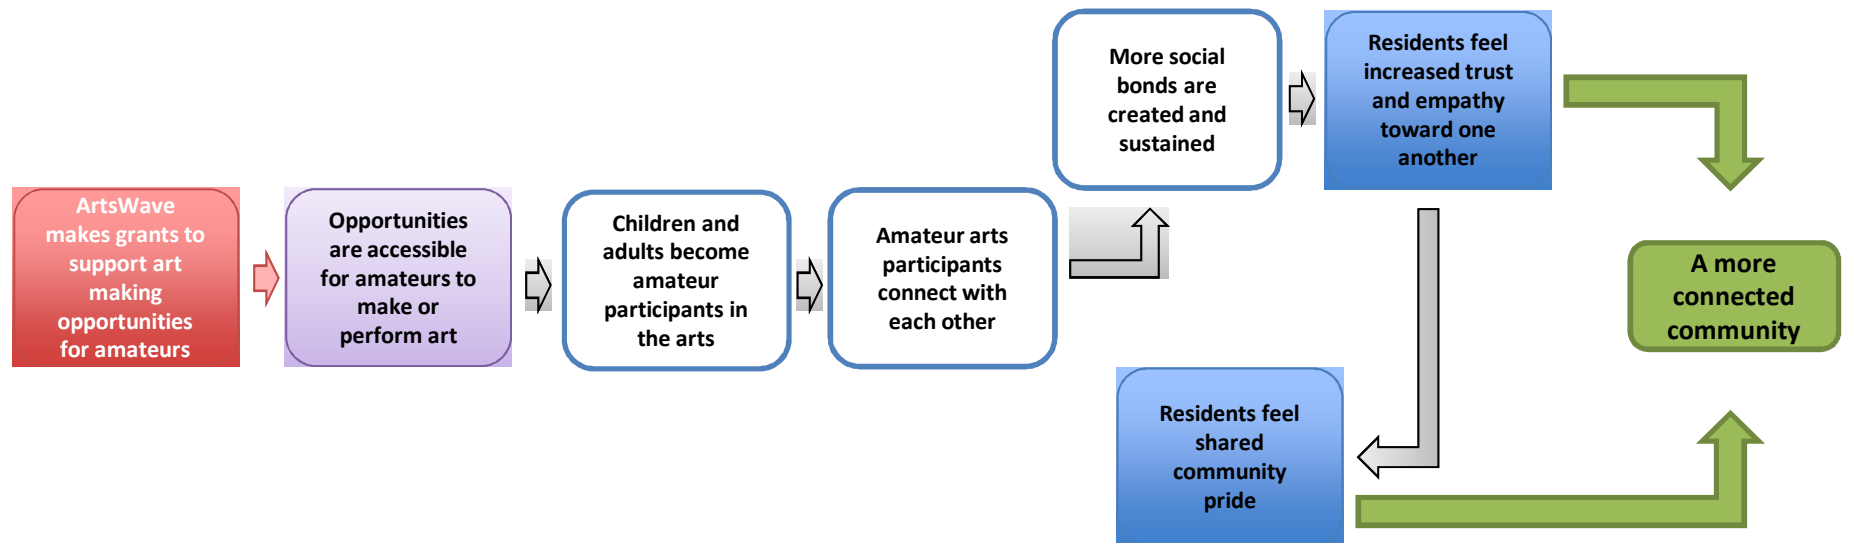 ArtsWave
makes grants to
support art
making
opportunities
for amateurs
Opportunities
are accessible
for amateurs to
make or
perform art
Children and
adults become
amateur
participants in
the arts
Amateur arts
participants
connect with
each other
More social
bonds are
created and
sustained
Residents feel
increased trust
and empathy
toward one
another
Residents feel
shared
community
pride
A more
connected
community